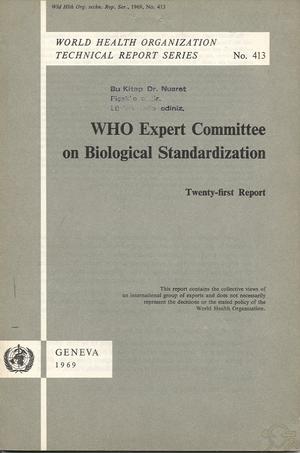 Wld Hlth Org. techn. Rep. Ser., 1969, No. 413
WORLD HEALTH ORGANIZATION
TECHNICAL REPORT SERIES
No. 413
Bu Kitap Dr. Nusret
WHO Expert Committee
on Biological Standardization
Twenty-first Report
This report contains the collective views of
an international group of experts and does not necessarily
represent the decisions or the stated policy of the
World Health Organization.
GENEVA
1969